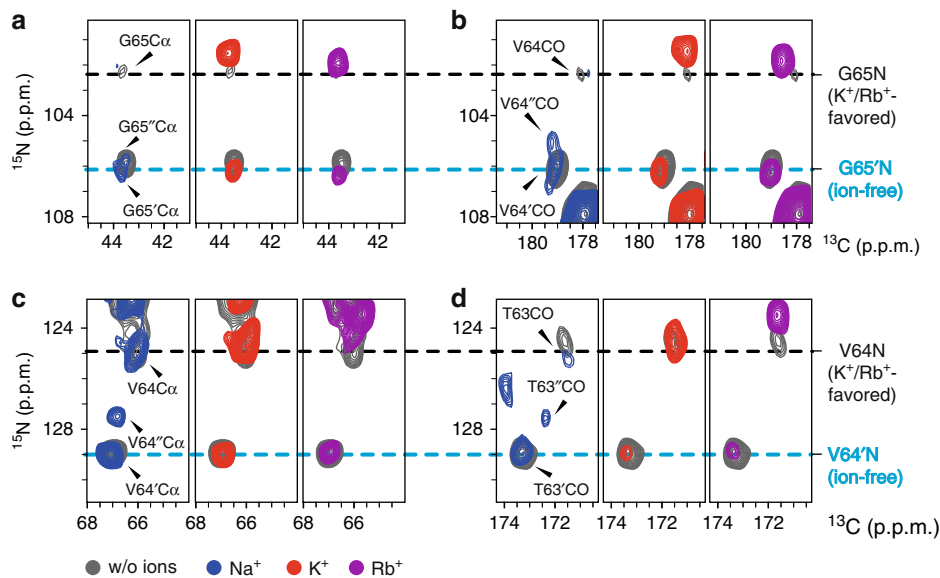 a
b
G65Cα
G65″Cα
G65′Cα
V64CO
V64″CO
V64′CO
¹⁵N (p.p.m.)
104
108
44 42 44 42 44 42
180 178 180 178 180 178
¹³C (p.p.m.)
G65N
(K⁺/Rb⁺-
favored)
G65′N
(ion-free)
c
d
V64Cα
V64″Cα
V64′Cα
T63CO
T63″CO
T63′CO
¹⁵N (p.p.m.)
124
128
¹⁵N (p.p.m.)
124
128
68 66 68 66 68 66
174 172 174 172 174 172
¹³C (p.p.m.)
V64N
(K⁺/Rb⁺-
favored)
V64′N
(ion-free)
w/o ions Na⁺ K⁺ Rb⁺